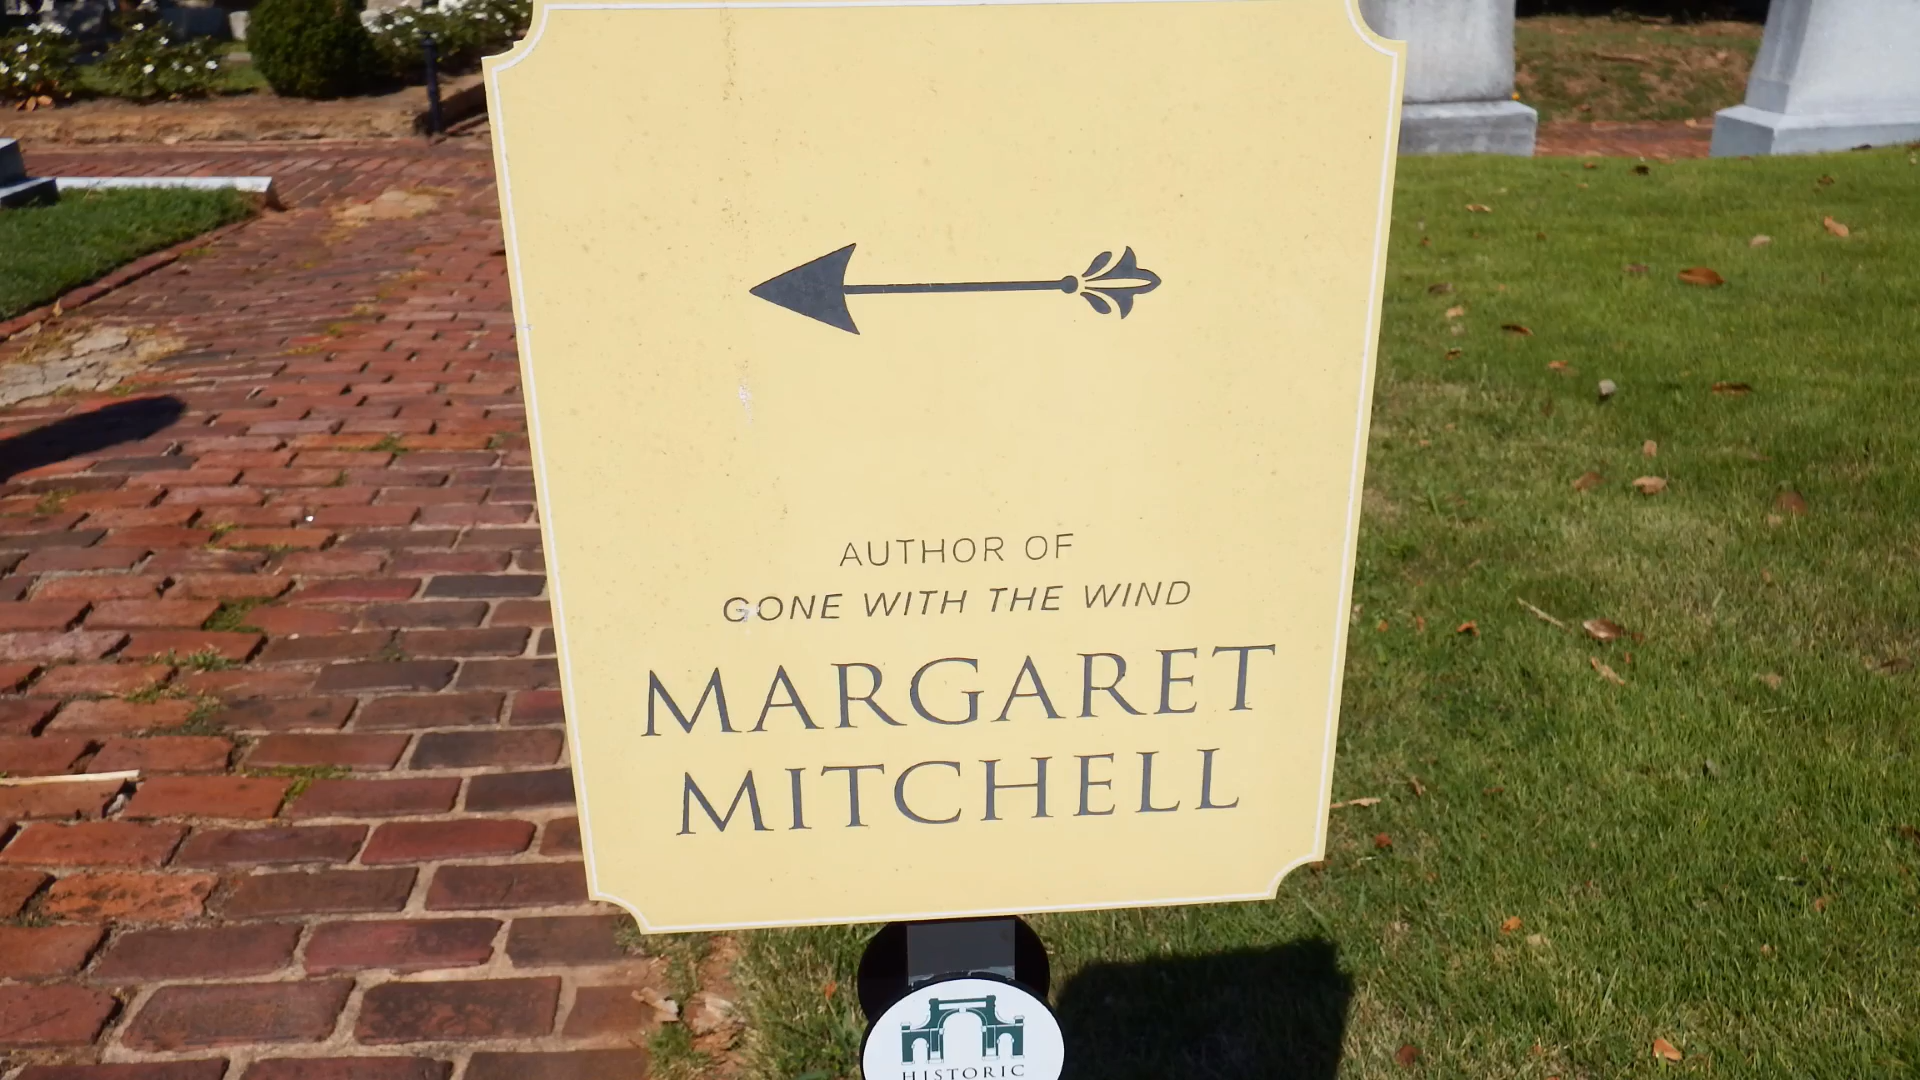 AUTHOR OF
GONE WITH THE WIND
MARGARET
MITCHELL
HISTORIC